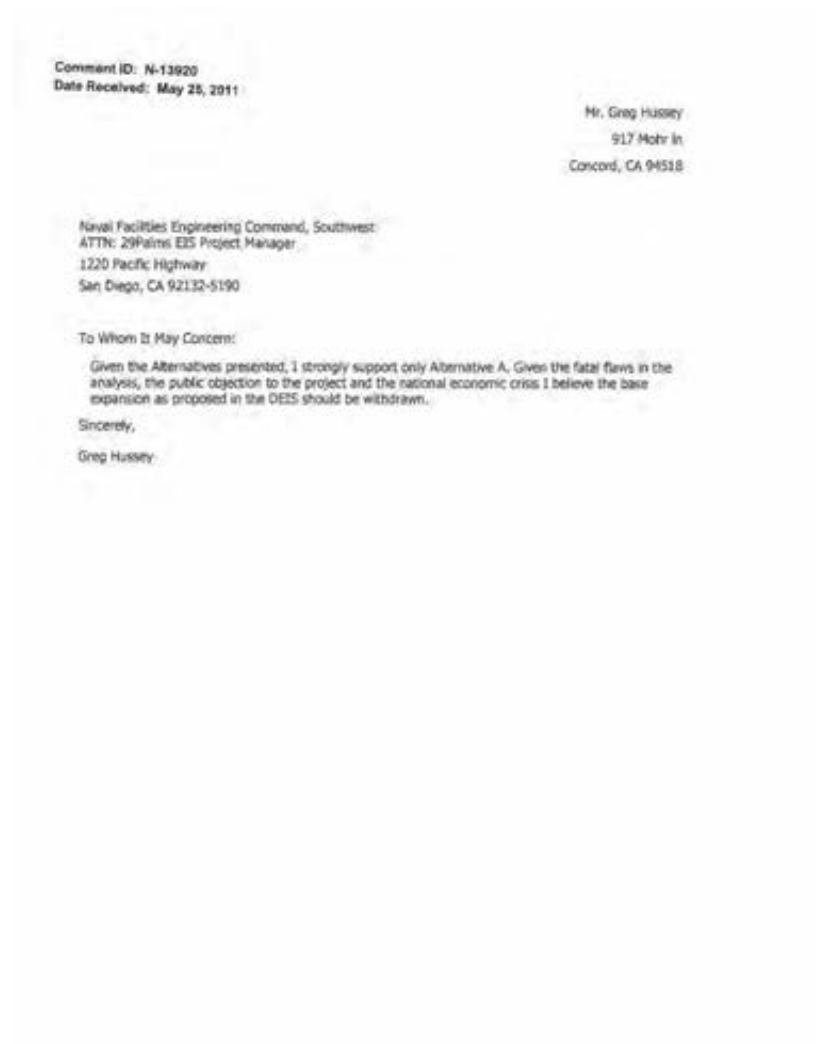 Comment ID: N-13920
Date Received: May 25, 2011
Mr. Greg Hussey
917 Mohr ln
Concord, CA 94518
Naval Facilities Engineering Command, Southwest
ATTN: 29Palms EIS Project Manager
1220 Pacific Highway
San Diego, CA 92132-5190
To Whom It May Concern:
Given the Alternatives presented, I strongly support only Alternative A. Given the fatal flaws in the
analysis, the public objection to the project and the national economic crisis I believe the base
expansion as proposed in the DEIS should be withdrawn.
Sincerely,
Greg Hussey